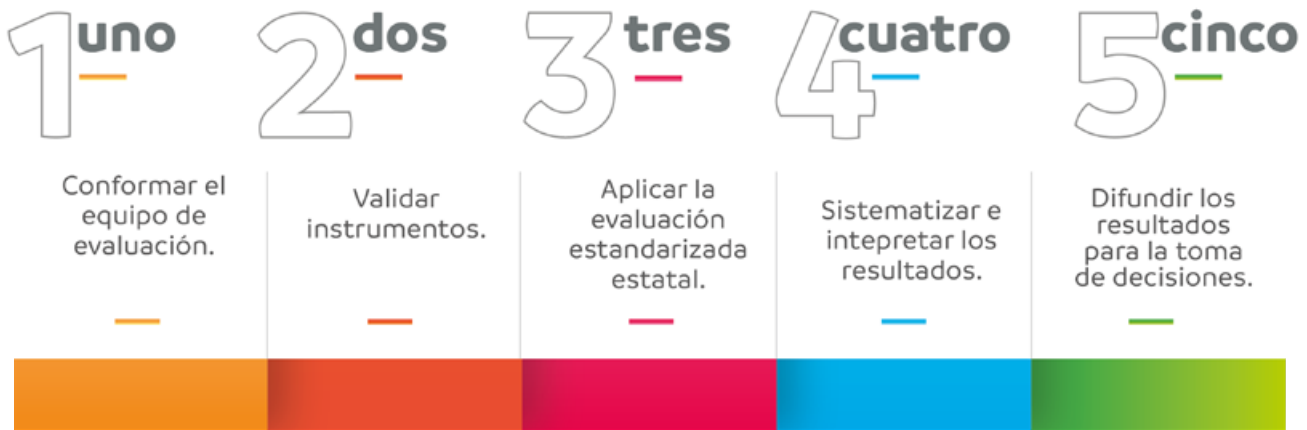 1 uno
Conformar el
equipo de
evaluación.
2 dos
Validar
instrumentos.
3 tres
Aplicar la
evaluación
estandarizada
estatal.
4 cuatro
Sistematizar e
intepretar los
resultados.
5 cinco
Difundir los
resultados
para la toma
de decisiones.